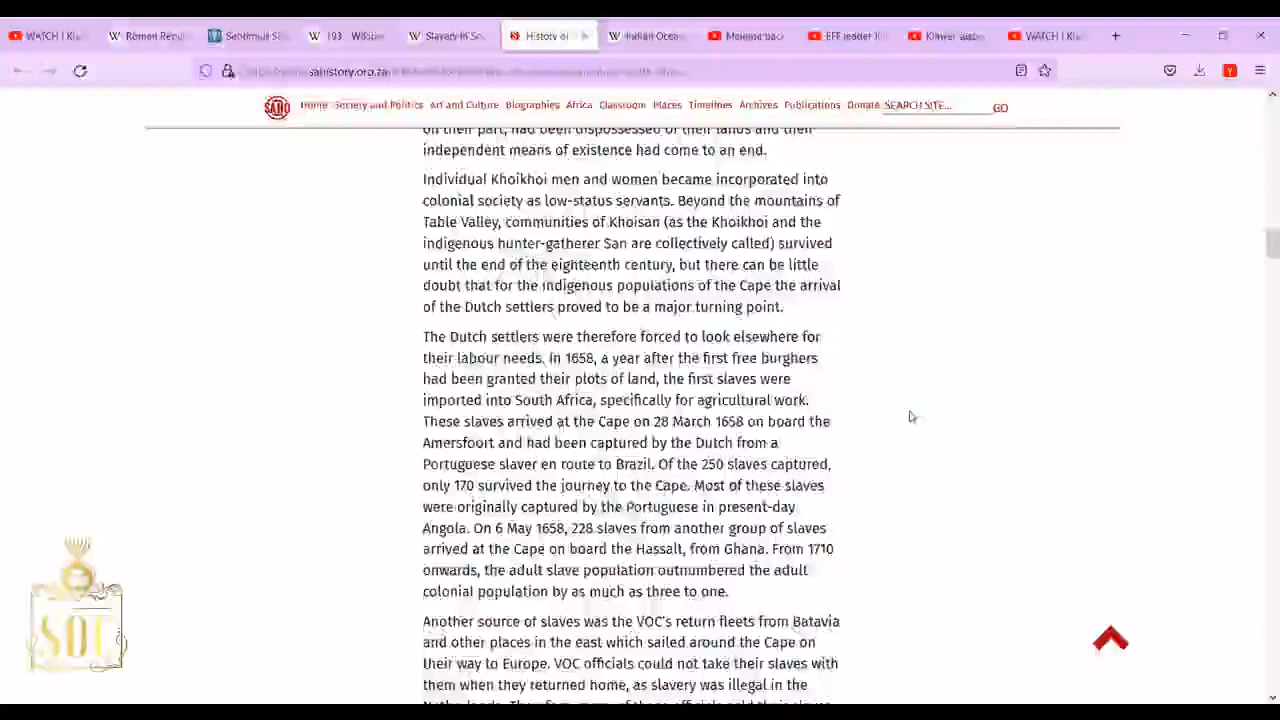 WATCH | Kli
Roman Repu
W 193
Slavery in So
History of
Indian Ocea
EFF leader J
WATCH | Kli
sahistory.org.za
SAHO
Home Society and Politics Art and Culture Biographies Africa Classroom Places Timelines Archives Publications Donate SEARCH SITE... GO
on their part, had been dispossessed of their lands and their
independent means of existence had come to an end.
Individual Khoikhoi men and women became incorporated into
colonial society as low-status servants. Beyond the mountains of
Table Valley, communities of Khoisan (as the Khoikhoi and the
indigenous hunter-gatherer San are collectively called) survived
until the end of the eighteenth century, but there can be little
doubt that for the indigenous populations of the Cape the arrival
of the Dutch settlers proved to be a major turning point.
The Dutch settlers were therefore forced to look elsewhere for
their labour needs. In 1658, a year after the first free burghers
had been granted their plots of land, the first slaves were
imported into South Africa, specifically for agricultural work.
These slaves arrived at the Cape on 28 March 1658 on board the
Amersfoort and had been captured by the Dutch from a
Portuguese slaver en route to Brazil. Of the 250 slaves captured,
only 170 survived the journey to the Cape. Most of these slaves
were originally captured by the Portuguese in present-day
Angola. On 6 May 1658, 228 slaves from another group of slaves
arrived at the Cape on board the Hassalt, from Ghana. From 1710
onwards, the adult slave population outnumbered the adult
colonial population by as much as three to one.
Another source of slaves was the VOC's return fleets from Batavia
and other places in the east which sailed around the Cape on
their way to Europe. VOC officials could not take their slaves with
them when they returned home, as slavery was illegal in the
SOC